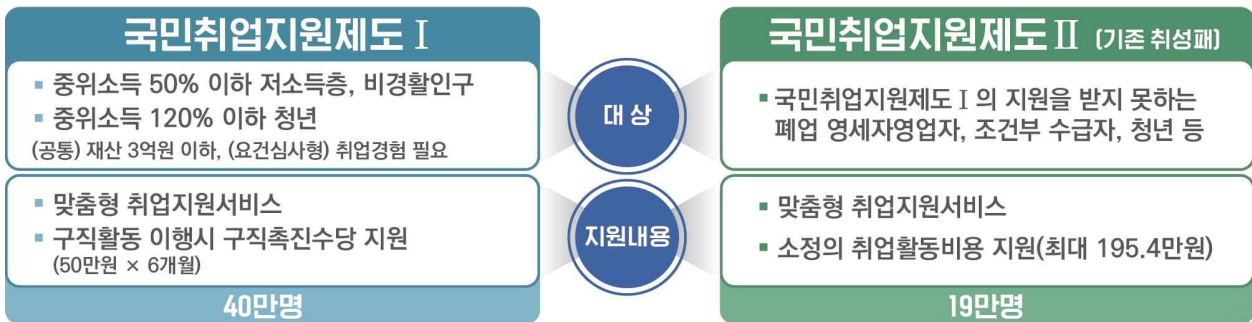 국민취업지원제도 Ⅰ
▪ 중위소득 50% 이하 저소득층, 비경활인구
▪ 중위소득 120% 이하 청년
(공통) 재산 3억원 이하, (요건심사형) 취업경험 필요
▪ 맞춤형 취업지원서비스
▪ 구직활동 이행시 구직촉진수당 지원
(50만원 × 6개월)
40만명
대 상
지원내용
국민취업지원제도 Ⅱ (기존 취성패)
▪ 국민취업지원제도 Ⅰ 의 지원을 받지 못하는
폐업 영세자영업자, 조건부 수급자, 청년 등
▪ 맞춤형 취업지원서비스
▪ 소정의 취업활동비용 지원(최대 195.4만원)
19만명